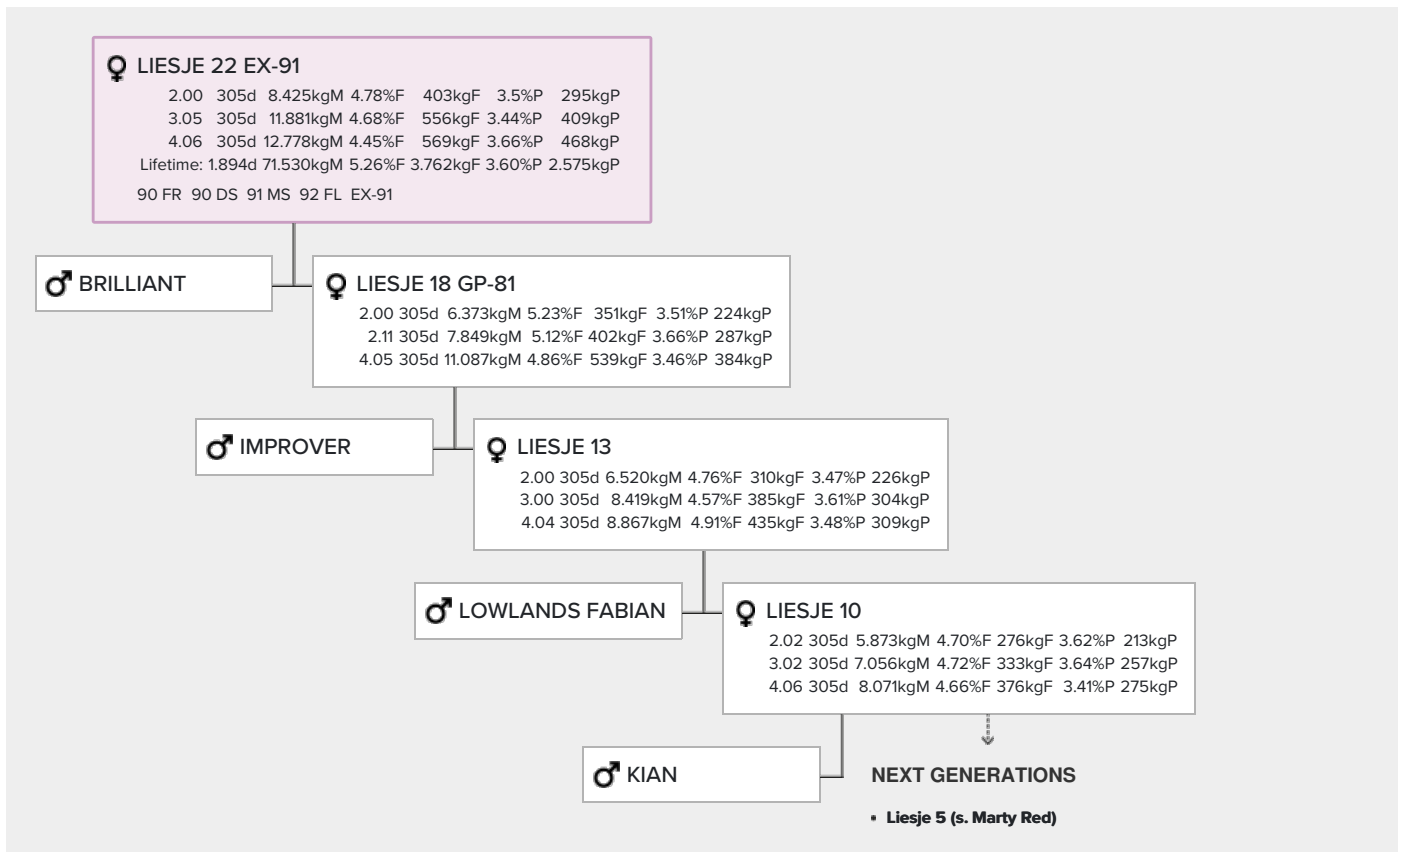 LIESJE 22 EX-91
2.00 305d 8.425kgM 4.78%F 403kgF 3.5%P 295kgP
3.05 305d 11.881kgM 4.68%F 556kgF 3.44%P 409kgP
4.06 305d 12.778kgM 4.45%F 569kgF 3.66%P 468kgP
Lifetime: 1.894d 71.530kgM 5.26%F 3.762kgF 3.60%P 2.575kgP
90 FR 90 DS 91 MS 92 FL EX-91
BRILLIANT
LIESJE 18 GP-81
2.00 305d 6.373kgM 5.23%F 351kgF 3.51%P 224kgP
2.11 305d 7.849kgM 5.12%F 402kgF 3.66%P 287kgP
4.05 305d 11.087kgM 4.86%F 539kgF 3.46%P 384kgP
IMPROVER
LIESJE 13
2.00 305d 6.520kgM 4.76%F 310kgF 3.47%P 226kgP
3.00 305d 8.419kgM 4.57%F 385kgF 3.61%P 304kgP
4.04 305d 8.867kgM 4.91%F 435kgF 3.48%P 309kgP
LOWLANDS FABIAN
LIESJE 10
2.02 305d 5.873kgM 4.70%F 276kgF 3.62%P 213kgP
3.02 305d 7.056kgM 4.72%F 333kgF 3.64%P 257kgP
4.06 305d 8.071kgM 4.66%F 376kgF 3.41%P 275kgP
KIAN
NEXT GENERATIONS
• Liesje 5 (s. Marty Red)